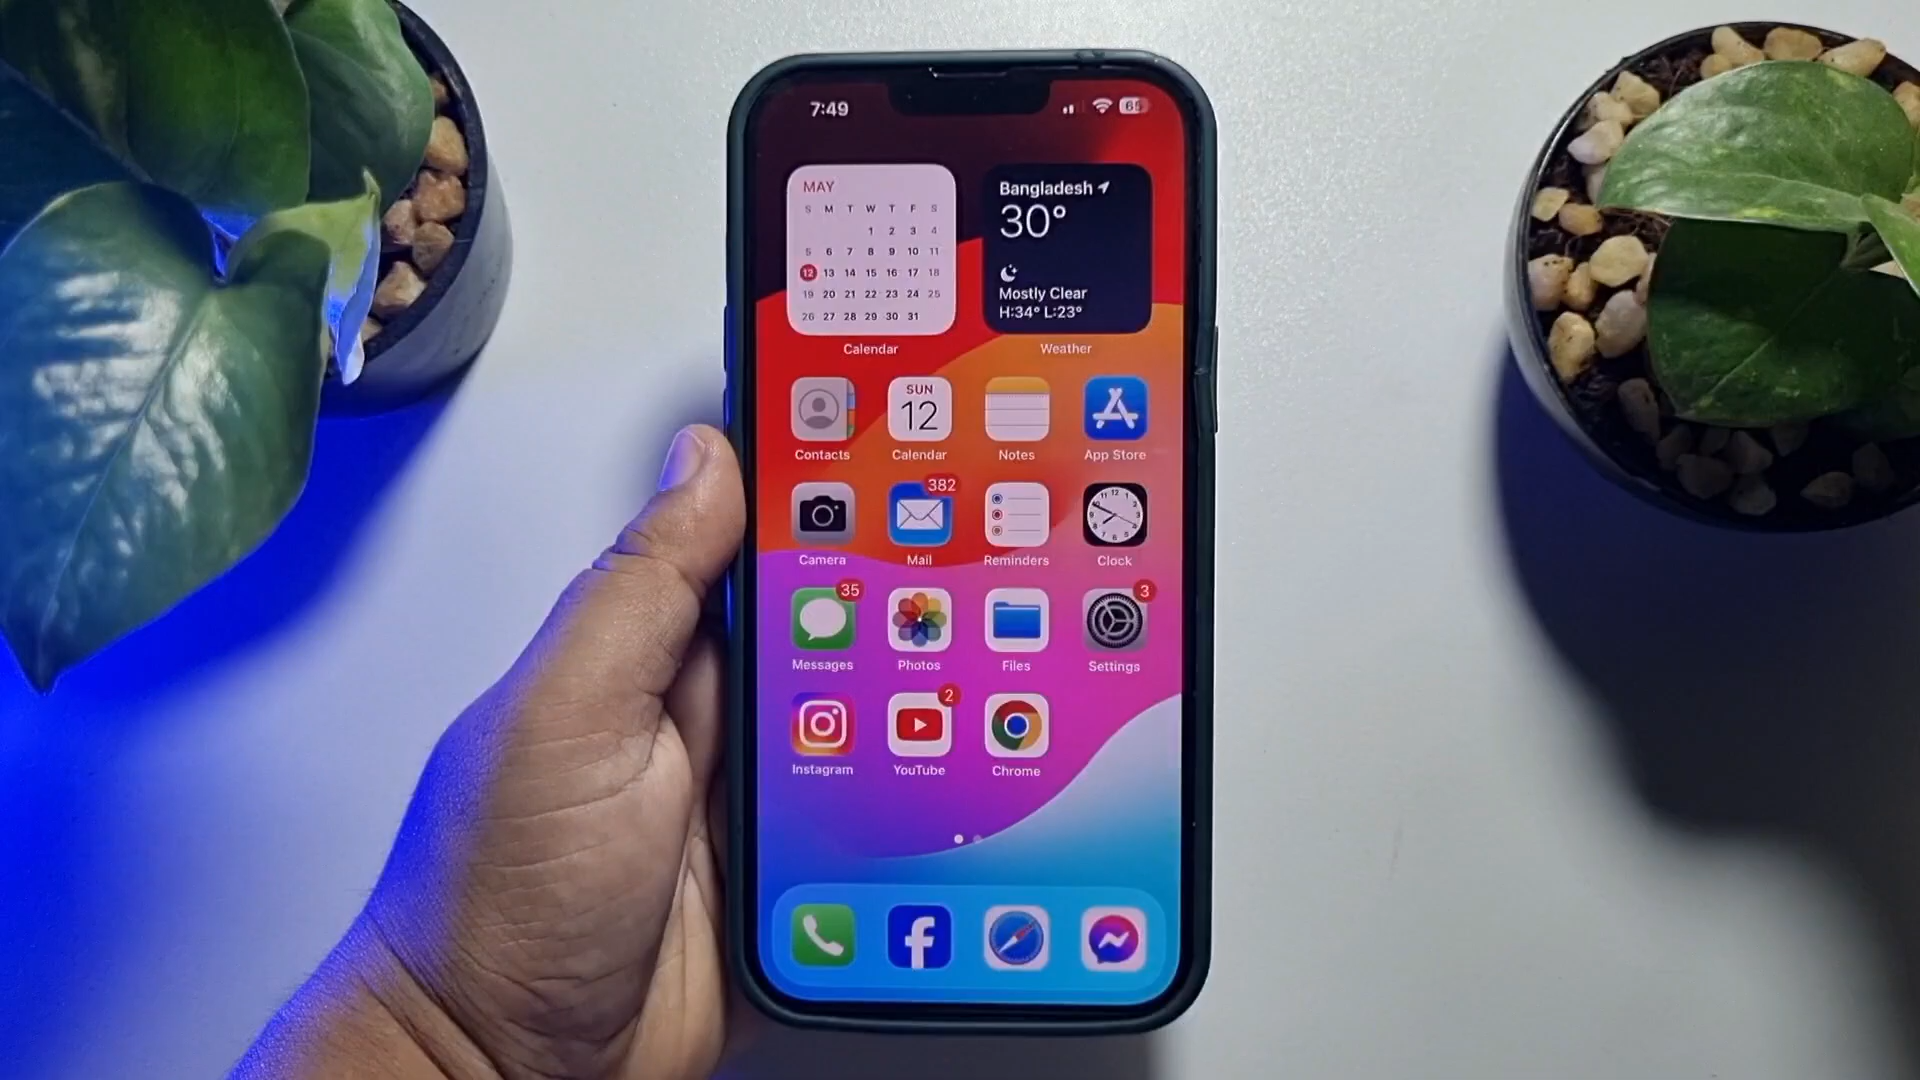 7:49
65
MAY
S M T W T F S
1 2 3 4
5 6 7 8 9 10 11
12 13 14 15 16 17 18
19 20 21 22 23 24 25
26 27 28 29 30 31
Calendar
Bangladesh
30°
Mostly Clear
H:34° L:23°
Weather
SUN
12
Contacts Calendar Notes App Store
382
Camera Mail Reminders Clock
35 3
Messages Photos Files Settings
2
Instagram YouTube Chrome